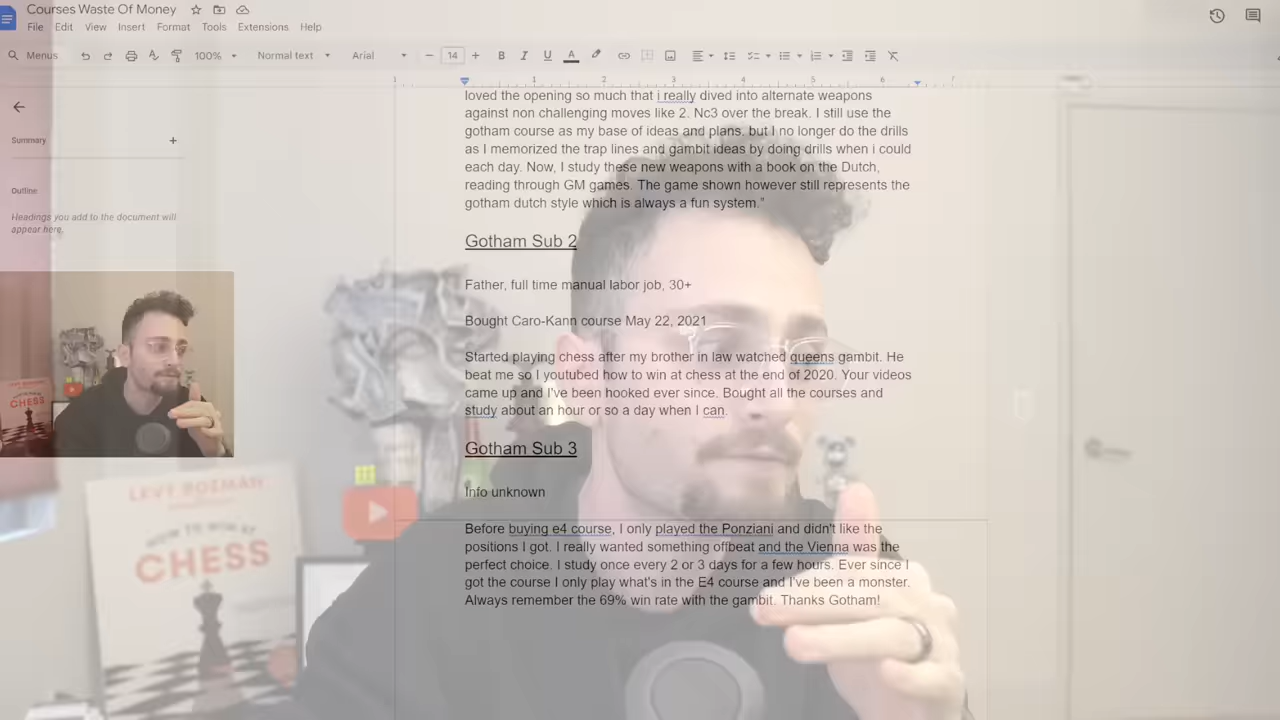 Courses Waste Of Money
File Edit View Insert Format Tools Extensions Help
Menus 100% Normal text Arial 14
1 1 2 3 4 5 6 7
Summary
Outline
Headings you add to the document will
appear here.
loved the opening so much that i really dived into alternate weapons
against non challenging moves like 2. Nc3 over the break. I still use the
gotham course as my base of ideas and plans. but I no longer do the drills
as I memorized the trap lines and gambit ideas by doing drills when i could
each day. Now, I study these new weapons with a book on the Dutch,
reading through GM games. The game shown however still represents the
gotham dutch style which is always a fun system.”
Gotham Sub 2
Father, full time manual labor job, 30+
Bought Caro-Kann course May 22, 2021
Started playing chess after my brother in law watched queens gambit. He
beat me so I youtubed how to win at chess at the end of 2020. Your videos
came up and I've been hooked ever since. Bought all the courses and
study about an hour or so a day when I can.
Gotham Sub 3
Info unknown
Before buying e4 course, I only played the Ponziani and didn't like the
positions I got. I really wanted something offbeat and the Vienna was the
perfect choice. I study once every 2 or 3 days for a few hours. Ever since I
got the course I only play what's in the E4 course and I've been a monster.
Always remember the 69% win rate with the gambit. Thanks Gotham!
LEVY ROZMAN
HOW TO WIN AT
CHESS
CHESS